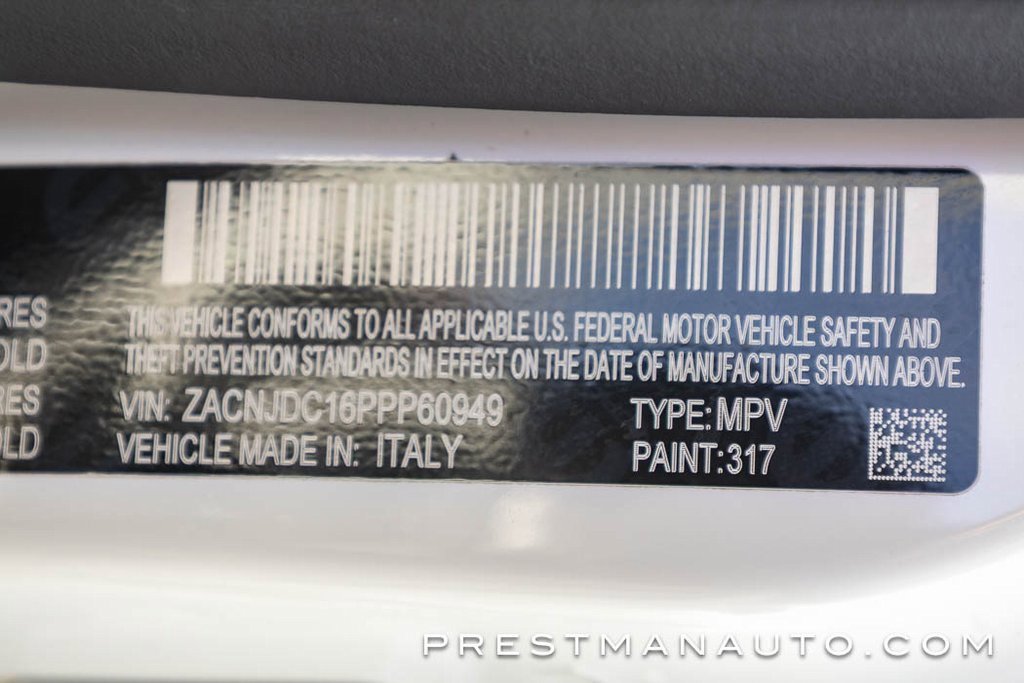 THIS VEHICLE CONFORMS TO ALL APPLICABLE U.S. FEDERAL MOTOR VEHICLE SAFETY AND
THEFT PREVENTION STANDARDS IN EFFECT ON THE DATE OF MANUFACTURE SHOWN ABOVE.
RES
OLD
RES
OLD
VIN: ZACNJDC16PPP60949
TYPE: MPV
VEHICLE MADE IN: ITALY
PAINT: 317
PRESTMANAUTO.COM